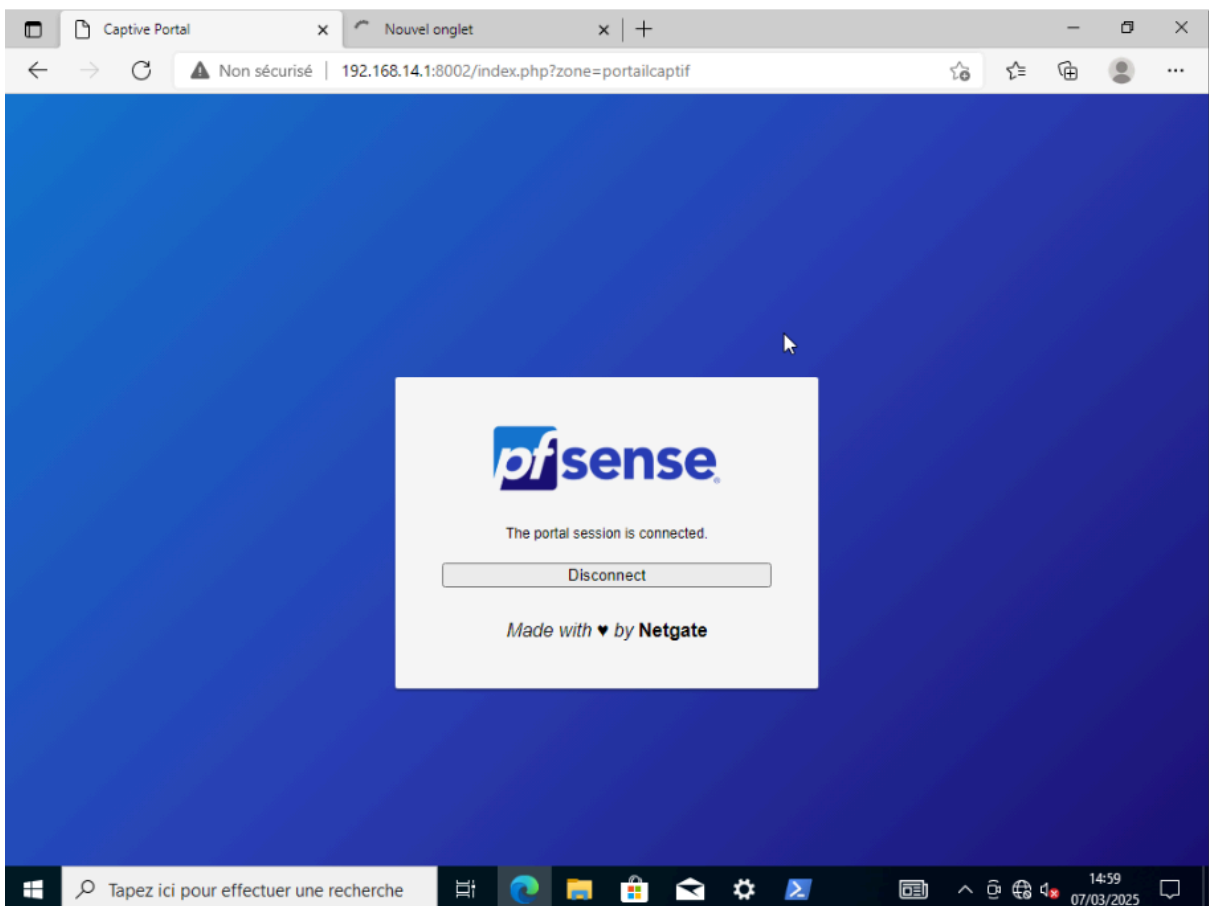 Captive Portal
Nouvel onglet
Non sécurisé | 192.168.14.1:8002/index.php?zone=portailcaptif
pfsense®
The portal session is connected.
Disconnect
Made with ♥ by Netgate
Tapez ici pour effectuer une recherche
14:59
07/03/2025